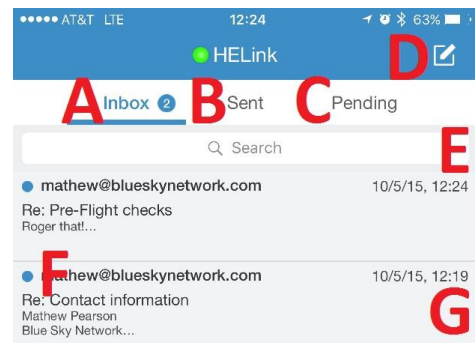 AT&T LTE 12:24 63%
HELink D
A Inbox 2 B Sent C Pending
Search E
mathew@blueskynetwork.com 10/5/15, 12:24
Re: Pre-Flight checks
Roger that!...
F mathew@blueskynetwork.com 10/5/15, 12:19
Re: Contact information
Mathew Pearson G
Blue Sky Network...